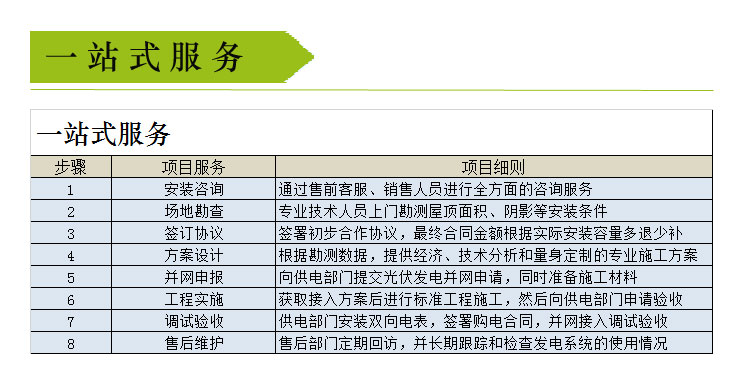 一站式服务
一站式服务
步骤 项目服务 项目细则
1 安装咨询 通过售前客服、销售人员进行全方面的咨询服务
2 场地勘查 专业技术人员上门勘测屋顶面积、阴影等安装条件
3 签订协议 签署初步合作协议，最终合同金额根据实际安装容量多退少补
4 方案设计 根据勘测数据，提供经济、技术分析和量身定制的专业施工方案
5 并网申报 向供电部门提交光伏发电并网申请，同时准备施工材料
6 工程实施 获取接入方案后进行标准工程施工，然后向供电部门申请验收
7 调试验收 供电部门安装双向电表，签署购电合同，并网接入调试验收
8 售后维护 售后部门定期回访，并长期跟踪和检查发电系统的使用情况